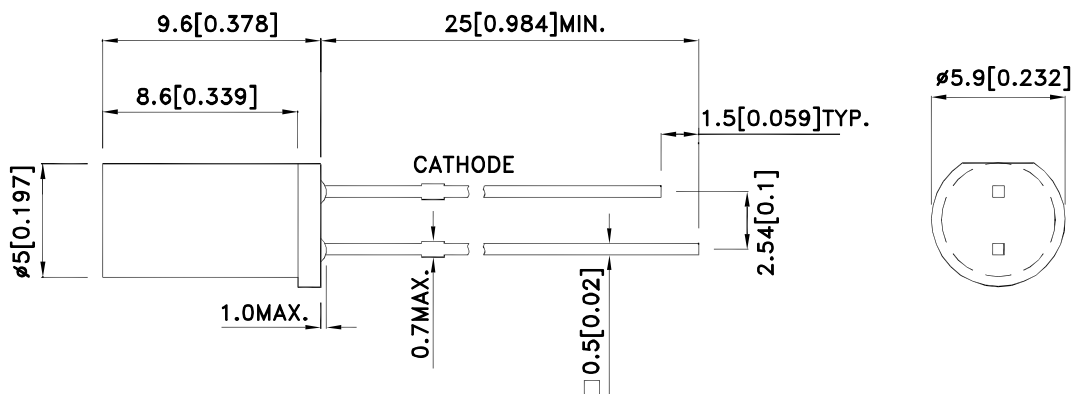 9.6[0.378]
25[0.984]MIN.
8.6[0.339]
ø5.9[0.232]
1.5[0.059]TYP.
CATHODE
ø5[0.197]
2.54[0.1]
1.0MAX.
0.7MAX.
□0.5[0.02]